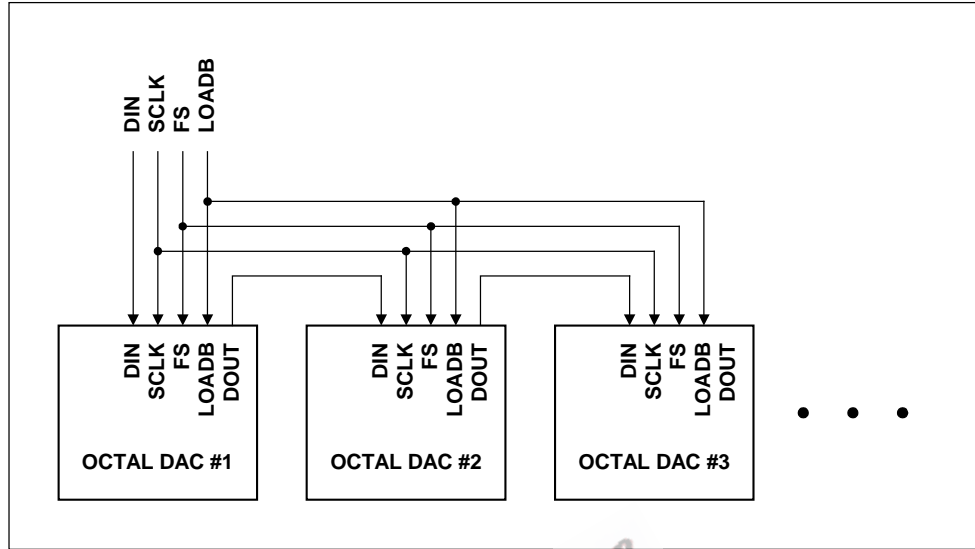 DIN
SCLK
FS
LOADB
DIN
SCLK
FS
LOADB
DOUT
OCTAL DAC #1
DIN
SCLK
FS
LOADB
DOUT
OCTAL DAC #2
DIN
SCLK
FS
LOADB
DOUT
OCTAL DAC #3